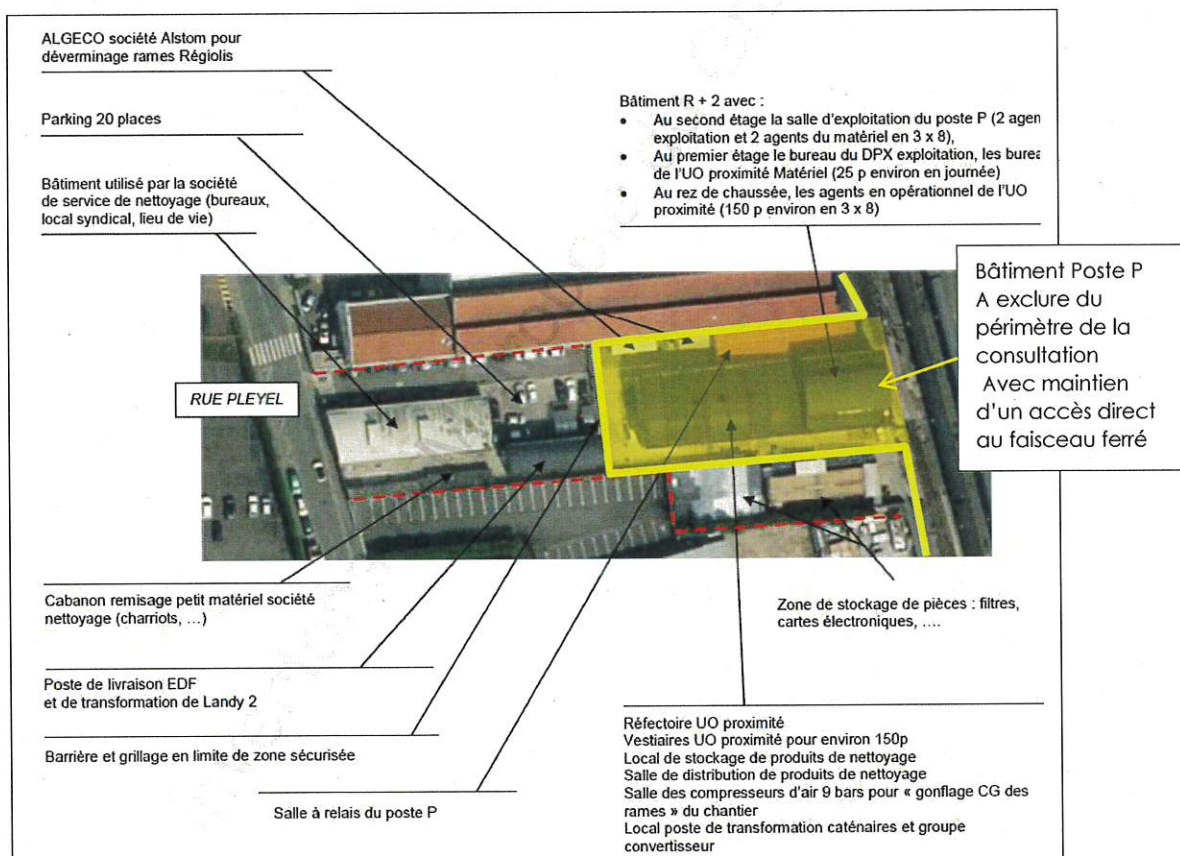 ALGECO société Alstom pour
déverminage rames Régiolis
Parking 20 places
Bâtiment utilisé par la société
de service de nettoyage (bureaux,
local syndical, lieu de vie)
Bâtiment R + 2 avec :
• Au second étage la salle d'exploitation du poste P (2 agen
exploitation et 2 agents du matériel en 3 x 8),
• Au premier étage le bureau du DPX exploitation, les burea
de l'UO proximité Matériel (25 p environ en journée)
• Au rez de chaussée, les agents en opérationnel de l'UO
proximité (150 p environ en 3 x 8)
Bâtiment Poste P
A exclure du
périmètre de la
consultation
Avec maintien
d'un accès direct
au faisceau ferré
RUE PLEYEL
Cabanon remisage petit matériel société
nettoyage (charriots, …)
Poste de livraison EDF
et de transformation de Landy 2
Barrière et grillage en limite de zone sécurisée
Salle à relais du poste P
Zone de stockage de pièces : filtres,
cartes électroniques, ….
Réfectoire UO proximité
Vestiaires UO proximité pour environ 150p
Local de stockage de produits de nettoyage
Salle de distribution de produits de nettoyage
Salle des compresseurs d'air 9 bars pour « gonflage CG des
rames » du chantier
Local poste de transformation caténaires et groupe
convertisseur